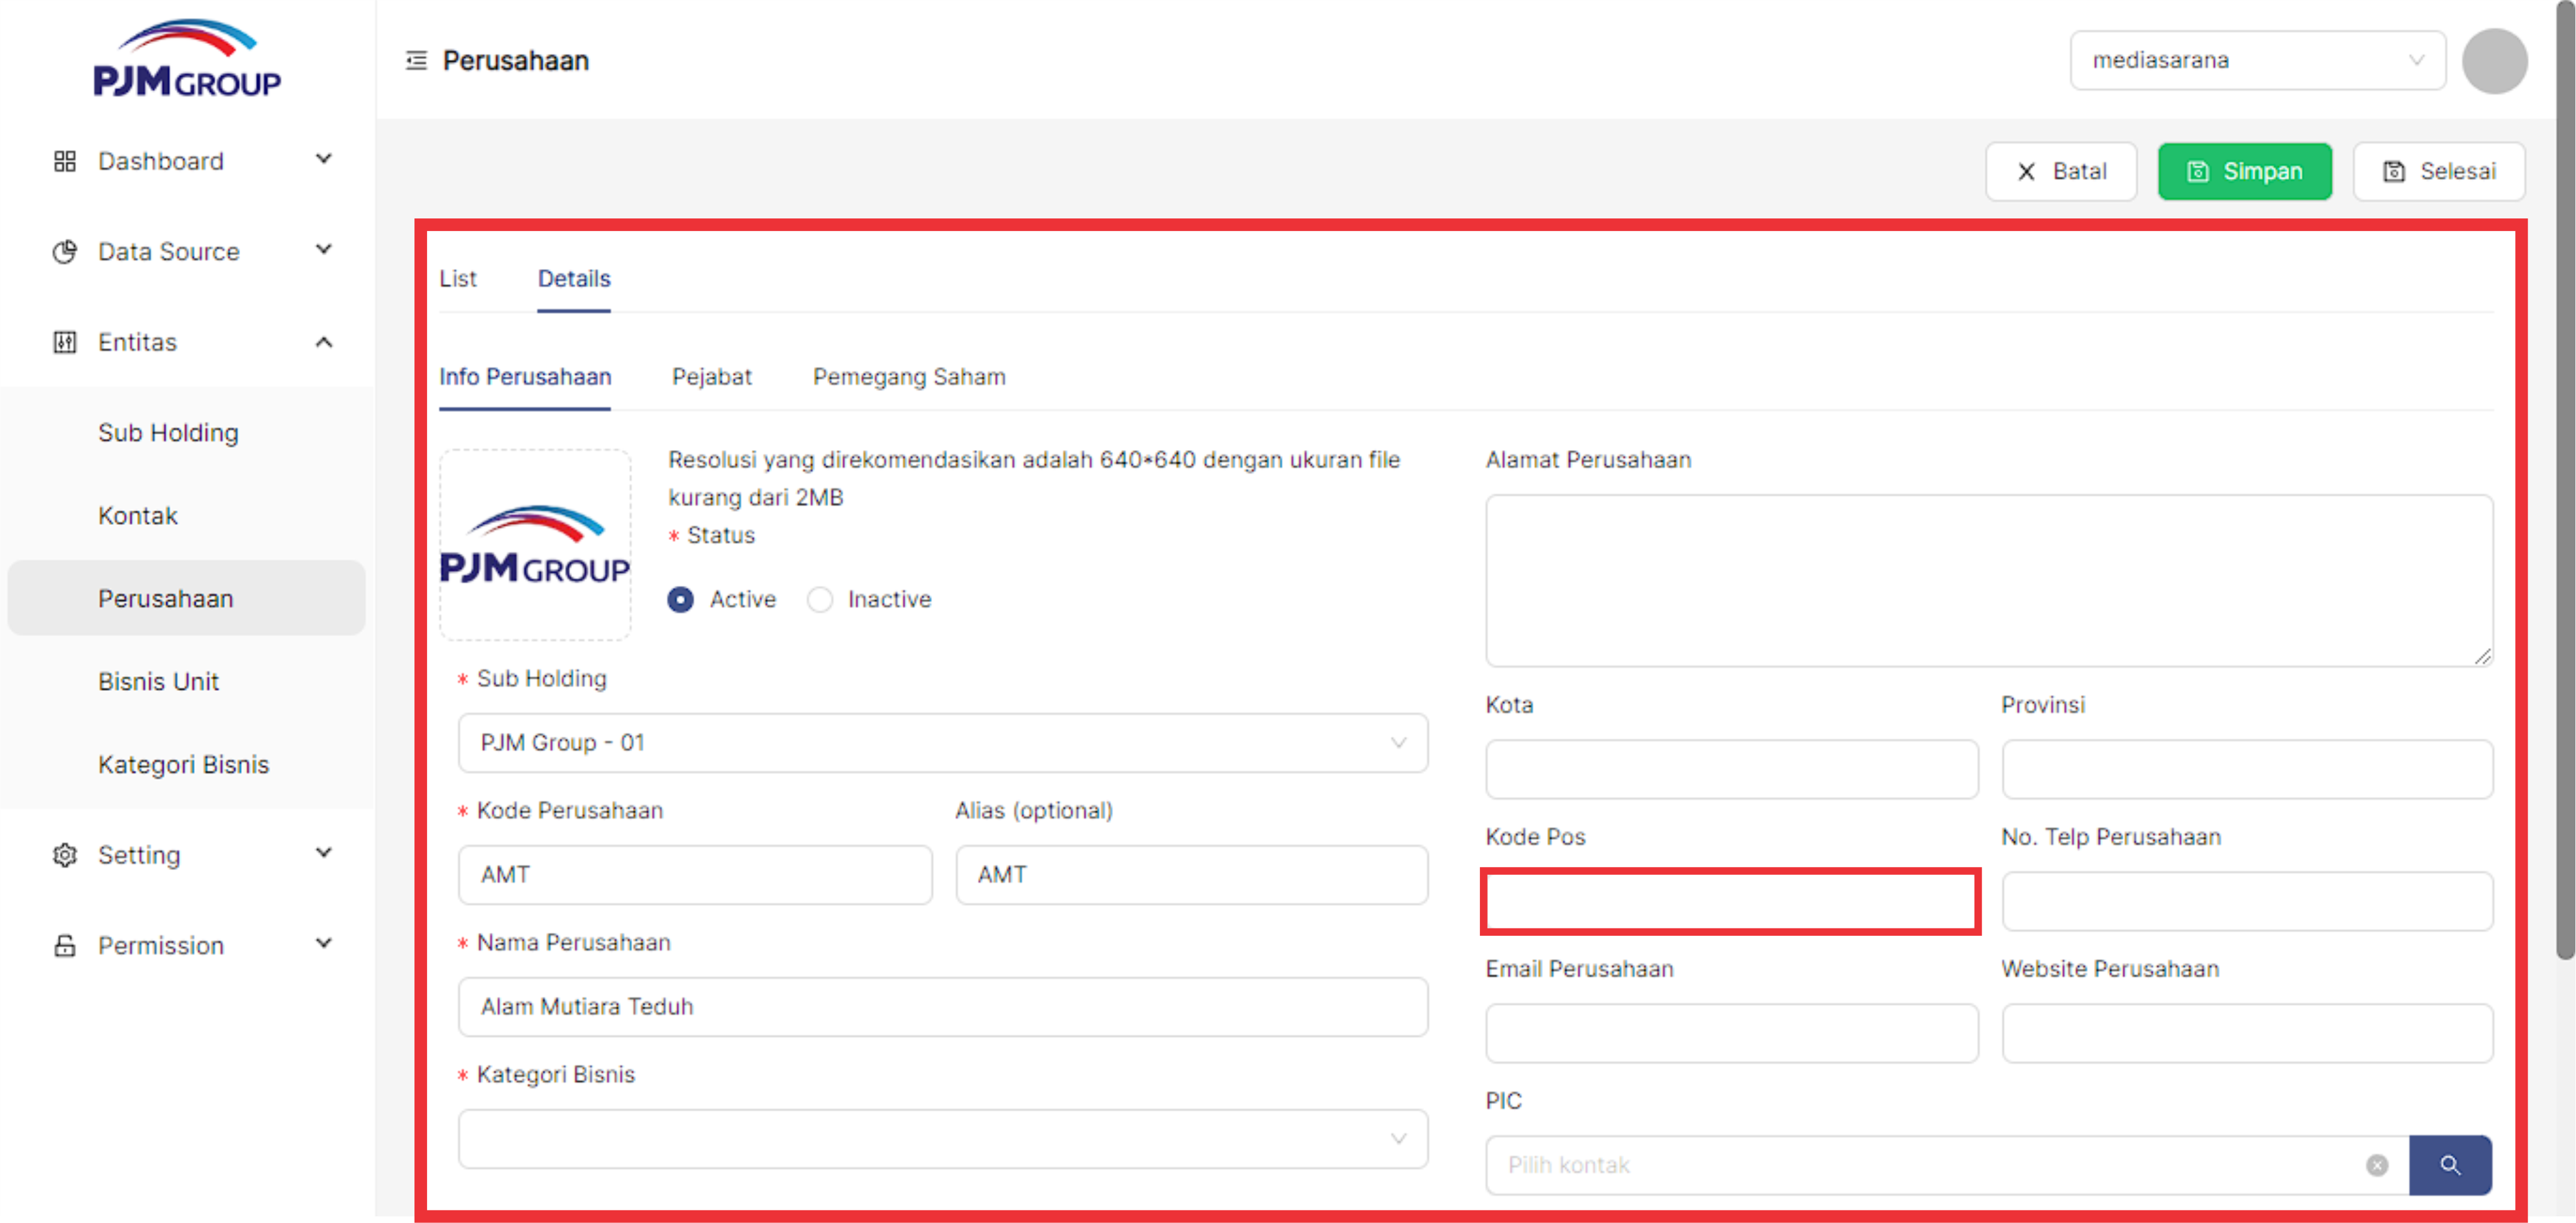 PJM GROUP
Perusahaan
mediasarana
Dashboard
Data Source
Entitas
Sub Holding
Kontak
Perusahaan
Bisnis Unit
Kategori Bisnis
Setting
Permission
Batal
Simpan
Selesai
List
Details
Info Perusahaan
Pejabat
Pemegang Saham
PJM GROUP
Resolusi yang direkomendasikan adalah 640*640 dengan ukuran file
kurang dari 2MB
* Status
Active
Inactive
* Sub Holding
PJM Group - 01
* Kode Perusahaan
Alias (optional)
AMT
AMT
* Nama Perusahaan
Alam Mutiara Teduh
* Kategori Bisnis
Alamat Perusahaan
Kota
Provinsi
Kode Pos
No. Telp Perusahaan
Email Perusahaan
Website Perusahaan
PIC
Pilih kontak